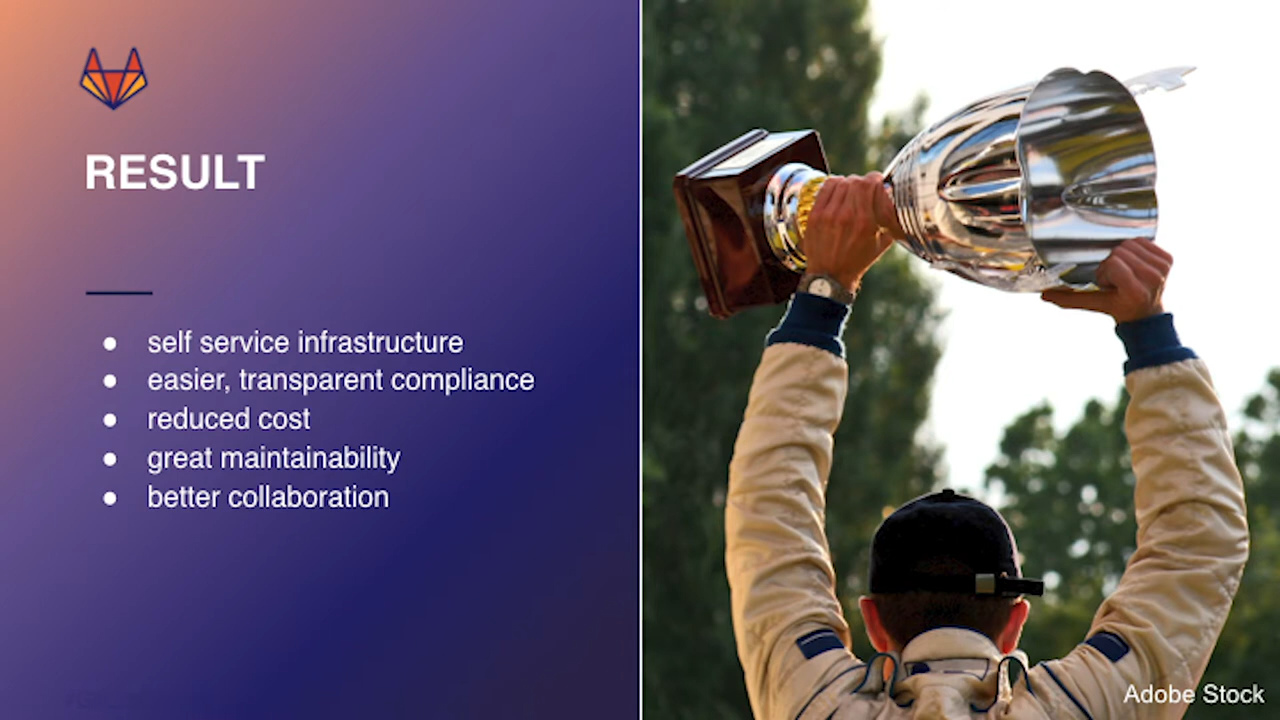 RESULT
● self service infrastructure
● easier, transparent compliance
● reduced cost
● great maintainability
● better collaboration
Adobe Stock